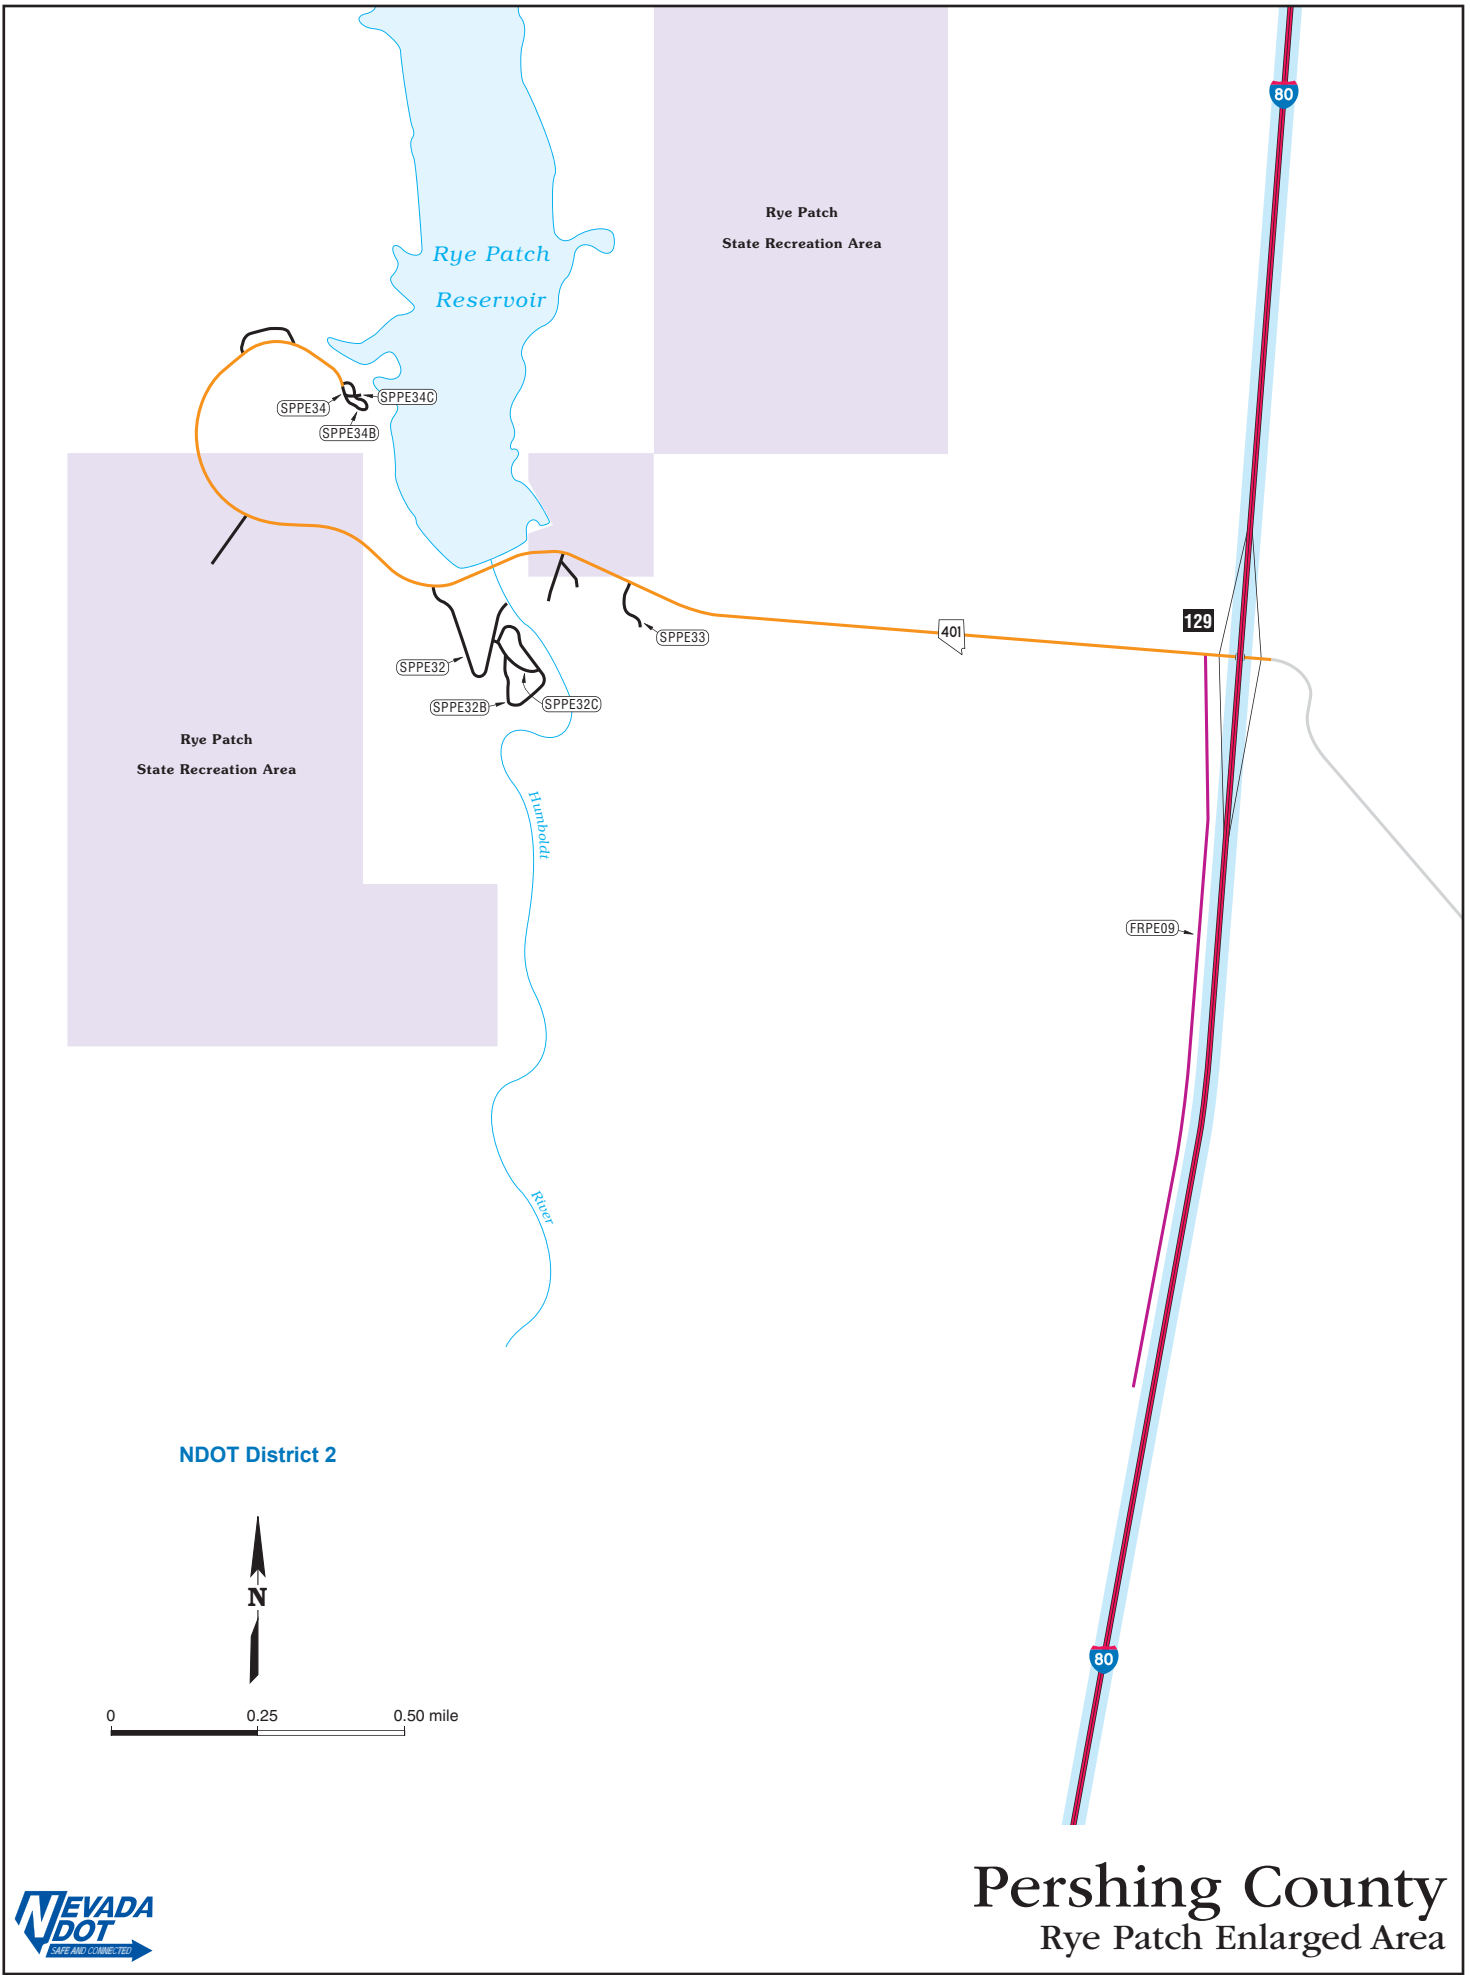 80
Rye Patch
State Recreation Area
Rye Patch
Reservoir
SPPE34C
SPPE34
SPPE34B
129
401
SPPE33
SPPE32
SPPE32C
SPPE32B
Rye Patch
State Recreation Area
Humboldt
FRPE09
River
NDOT District 2
N
80
0 0.25 0.50 mile
Pershing County
Rye Patch Enlarged Area
NEVADA
DOT
SAFE AND CONNECTED